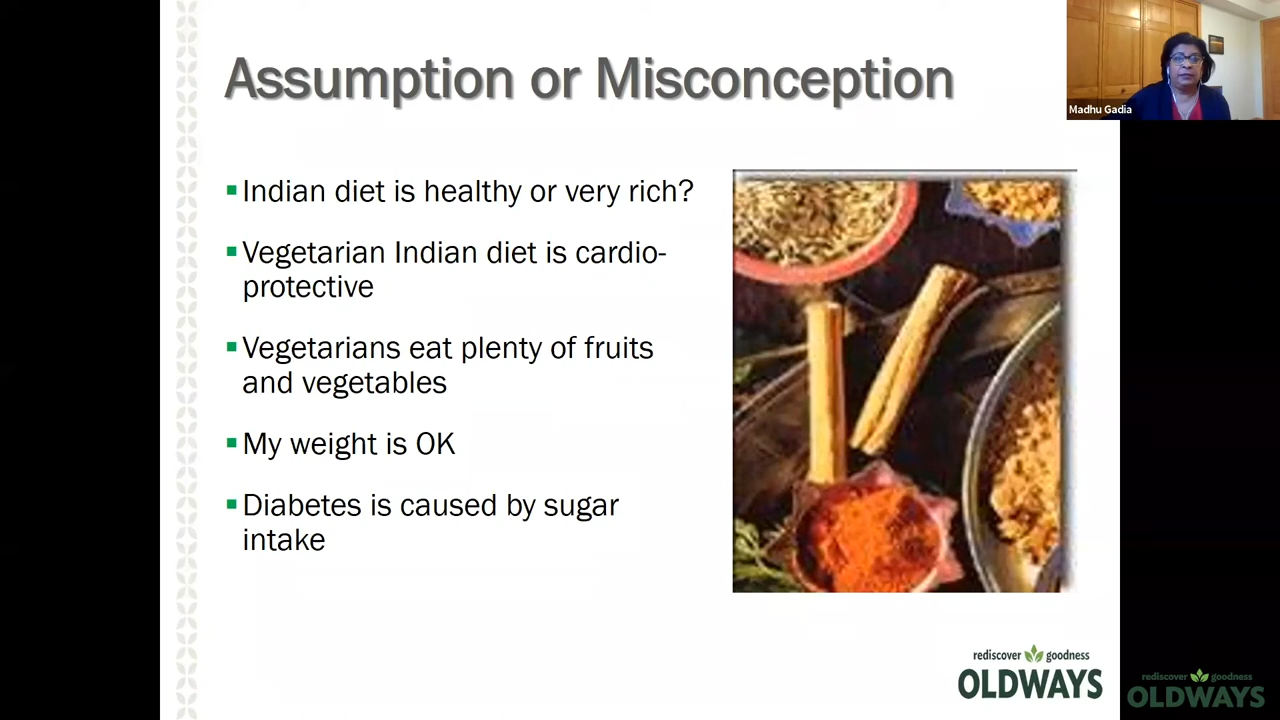 Assumption or Misconception
Madhu Gadia
▪Indian diet is healthy or very rich?
▪Vegetarian Indian diet is cardio-
protective
▪Vegetarians eat plenty of fruits
and vegetables
▪My weight is OK
▪Diabetes is caused by sugar
intake
rediscover goodness
OLDWAYS
rediscover goodness
OLDWAYS